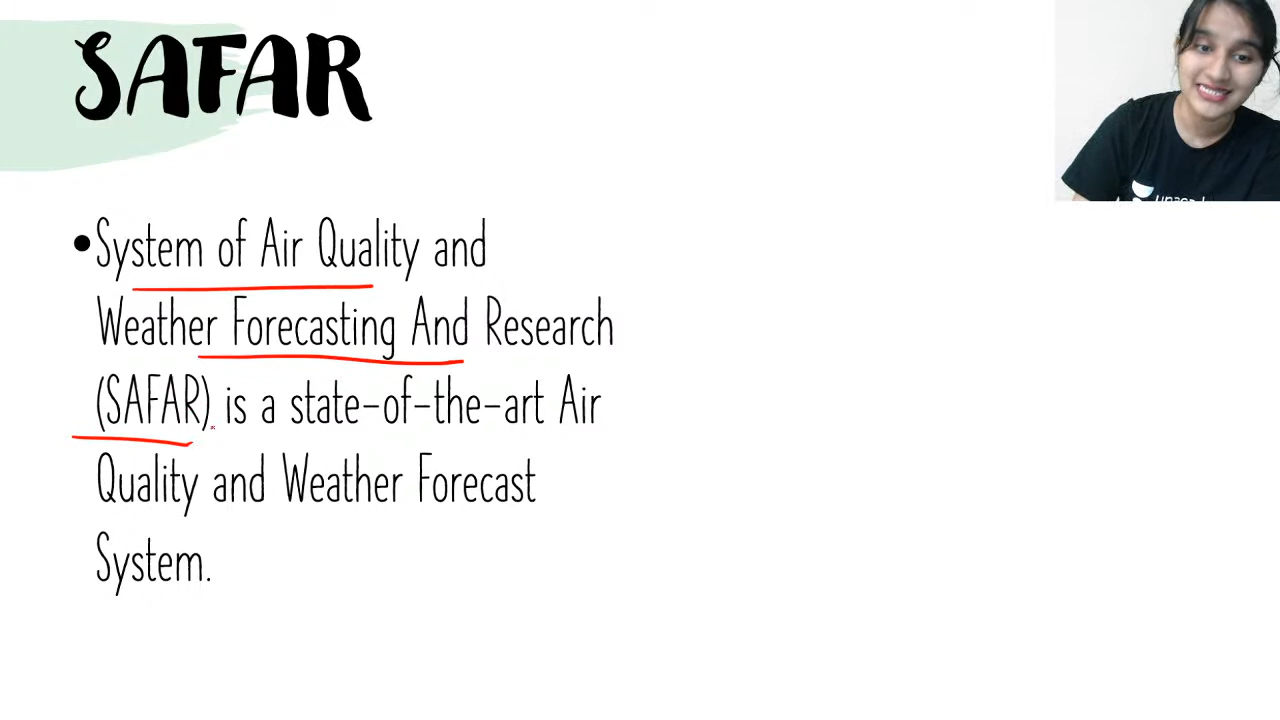 SAFAR
•System of Air Quality and
Weather Forecasting And Research
(SAFAR) is a state-of-the-art Air
Quality and Weather Forecast
System.